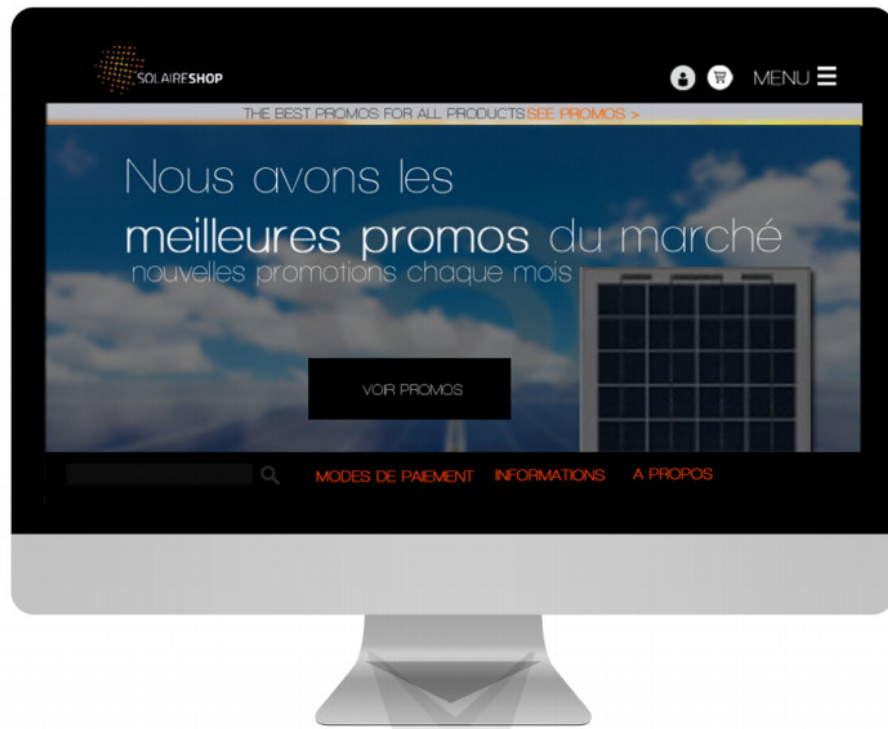 SOLAIRESHOP
MENU
THE BEST PROMOS FOR ALL PRODUCTS SEE PROMOS >
Nous avons les
meilleures promos du marché
nouvelles promotions chaque mois
VOIR PROMOS
MODES DE PAIEMENT INFORMATIONS A PROPOS